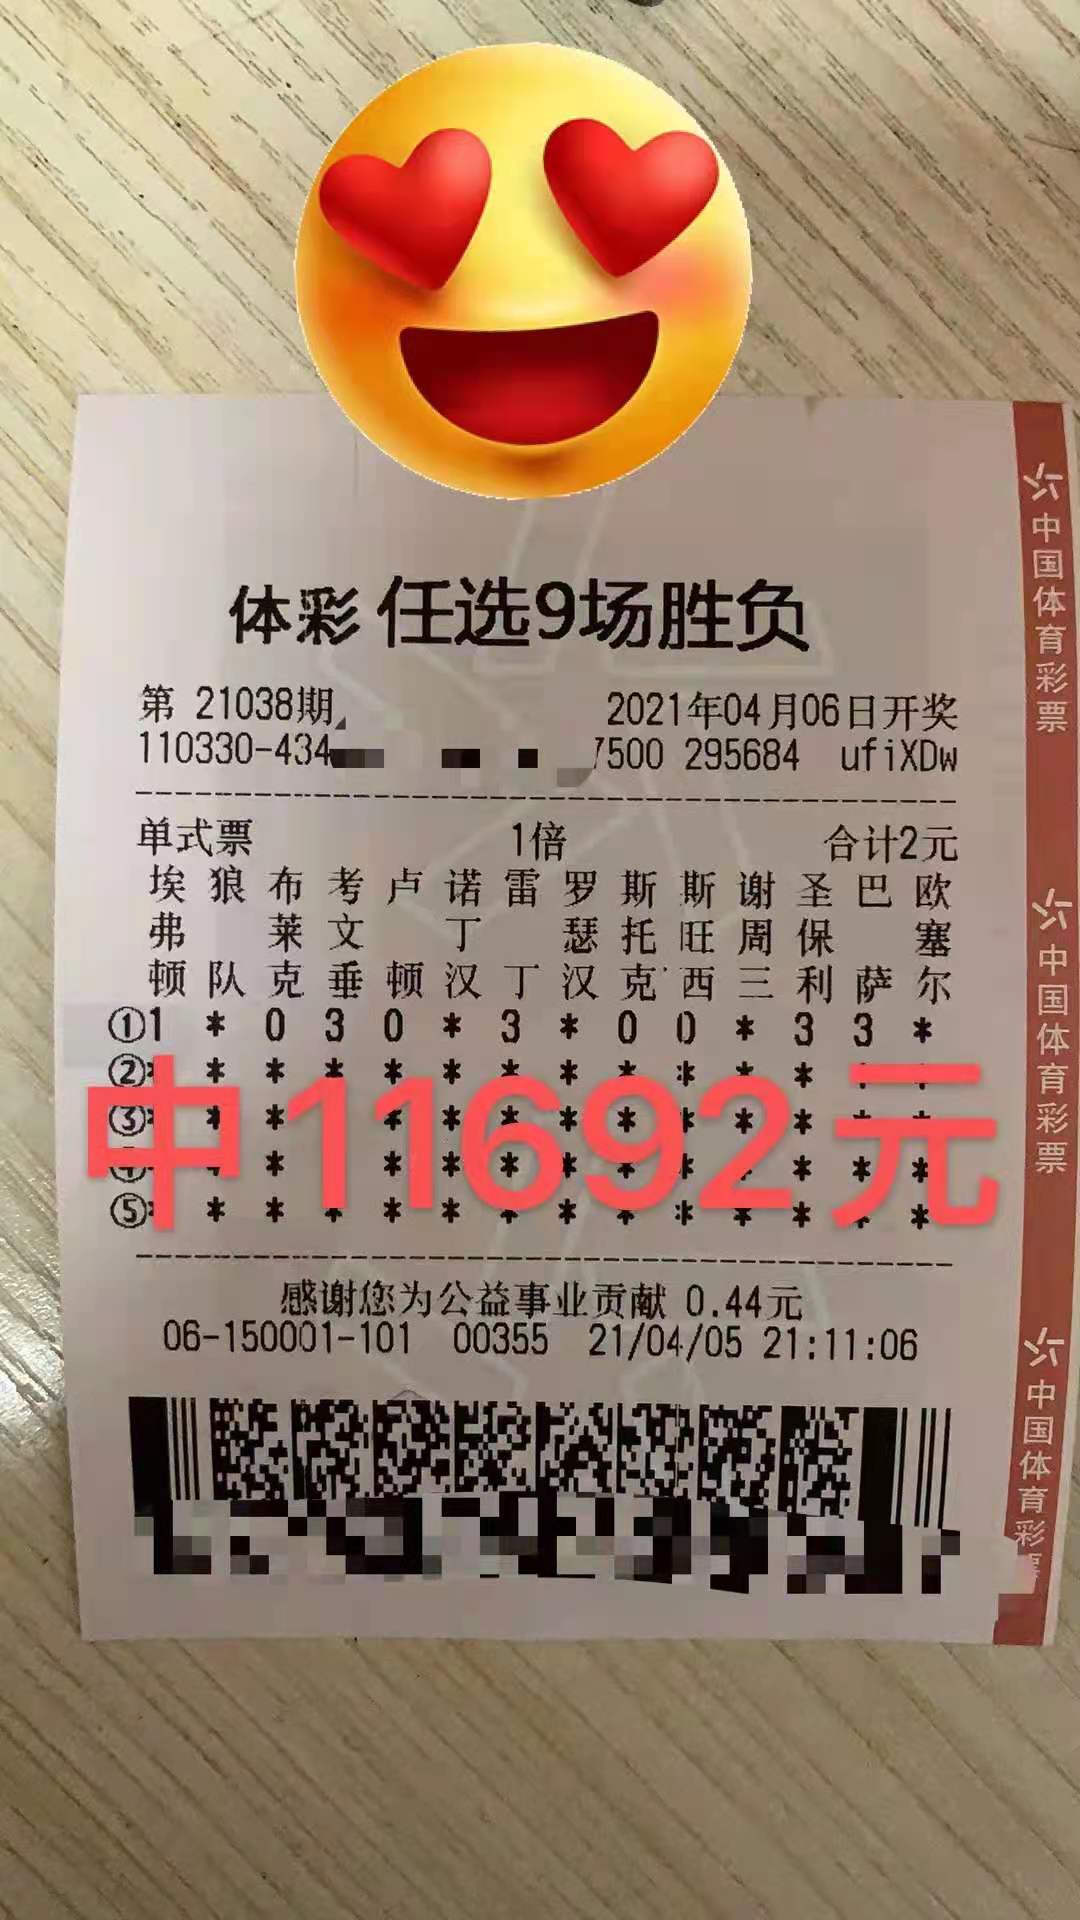 体彩 任选9场胜负
第 21038期 2021年04月06日开奖
110330-434 7500 295684 ufiXDw
单式票 1倍 合计2元
埃 狼 布 考 卢 诺 雷 罗 斯 斯 谢 圣 巴 欧
弗 莱 文 丁 瑟 托 旺 周 保 塞
顿 队 克 垂 顿 汉 丁 汉 克 西 三 利 萨 尔
①1 * 0 3 0 * 3 * 0 0 * 3 3 *
②* * * * * * * * * * * * * *
③* * * * * * * * * * * * * *
中11692元
④* * * * * * * * * * * * * *
⑤* * * * * * * * * * * * * *
感谢您为公益事业贡献 0.44元
06-150001-101 00355 21/04/05 21:11:06
中国体育彩票
中国体育彩票
中国体育彩票